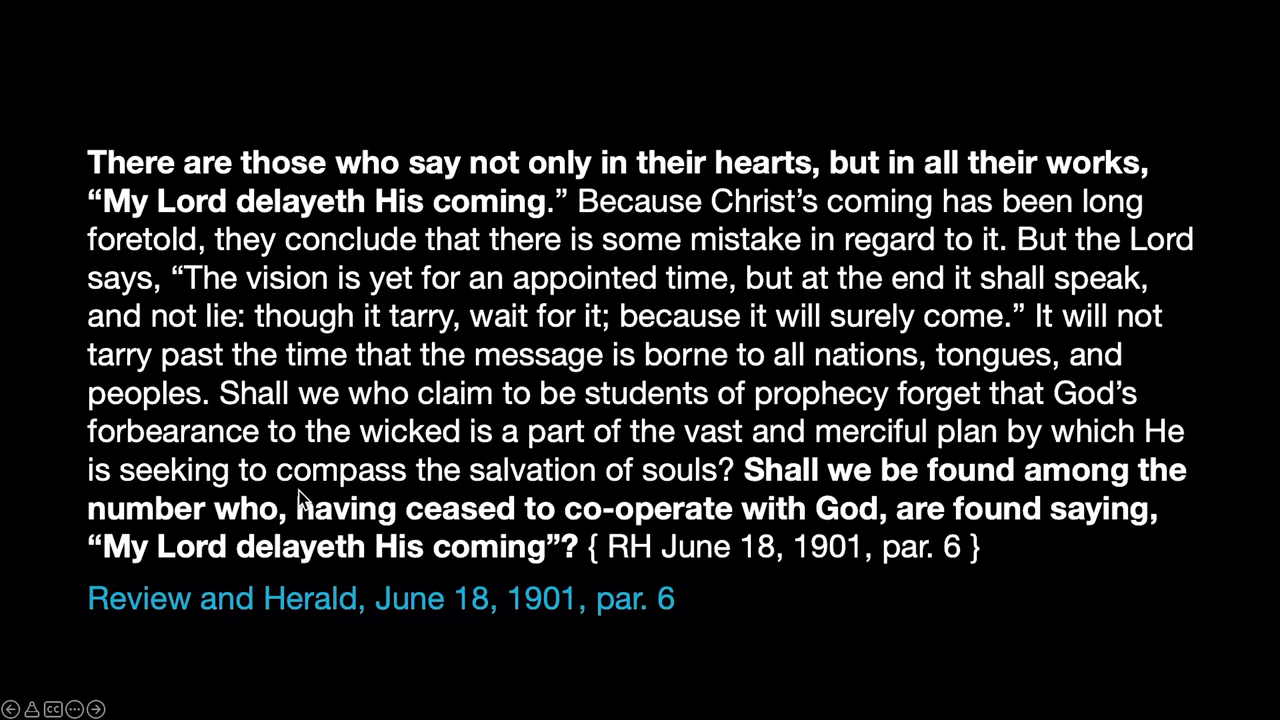 There are those who say not only in their hearts, but in all their works,
“My Lord delayeth His coming.” Because Christ’s coming has been long
foretold, they conclude that there is some mistake in regard to it. But the Lord
says, “The vision is yet for an appointed time, but at the end it shall speak,
and not lie: though it tarry, wait for it; because it will surely come.” It will not
tarry past the time that the message is borne to all nations, tongues, and
peoples. Shall we who claim to be students of prophecy forget that God’s
forbearance to the wicked is a part of the vast and merciful plan by which He
is seeking to compass the salvation of souls? Shall we be found among the
number who, having ceased to co-operate with God, are found saying,
“My Lord delayeth His coming”? { RH June 18, 1901, par. 6 }
Review and Herald, June 18, 1901, par. 6
CC